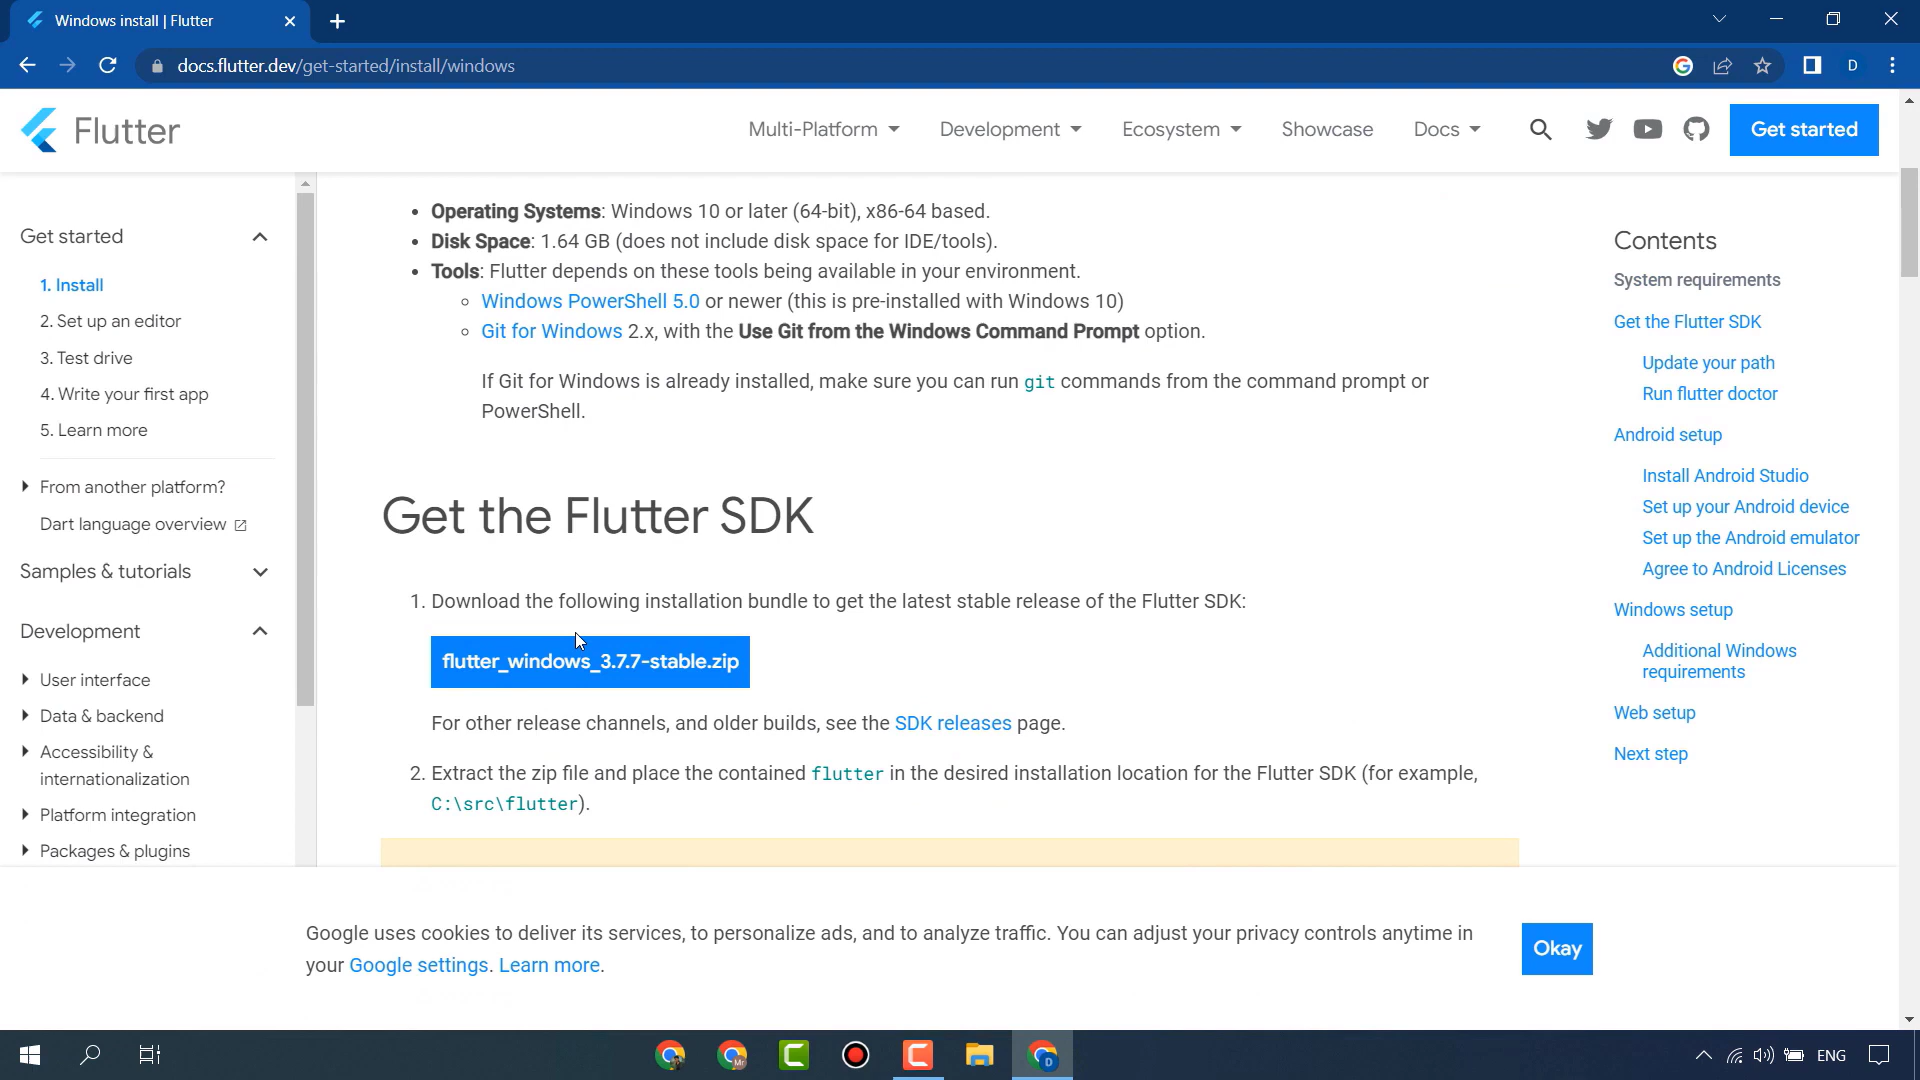 Windows install | Flutter
docs.flutter.dev/get-started/install/windows
D
Flutter
Multi-Platform
Development
Ecosystem
Showcase
Docs
Get started
Get started
1. Install
2. Set up an editor
3. Test drive
4. Write your first app
5. Learn more
From another platform?
Dart language overview
Samples & tutorials
Development
User interface
Data & backend
Accessibility &
internationalization
Platform integration
Packages & plugins
Operating Systems: Windows 10 or later (64-bit), x86-64 based.
Disk Space: 1.64 GB (does not include disk space for IDE/tools).
Tools: Flutter depends on these tools being available in your environment.
Windows PowerShell 5.0 or newer (this is pre-installed with Windows 10)
Git for Windows 2.x, with the Use Git from the Windows Command Prompt option.
If Git for Windows is already installed, make sure you can run git commands from the command prompt or
PowerShell.
Get the Flutter SDK
1. Download the following installation bundle to get the latest stable release of the Flutter SDK:
flutter_windows_3.7.7-stable.zip
For other release channels, and older builds, see the SDK releases page.
2. Extract the zip file and place the contained flutter in the desired installation location for the Flutter SDK (for example,
C:\src\flutter).
Contents
System requirements
Get the Flutter SDK
Update your path
Run flutter doctor
Android setup
Install Android Studio
Set up your Android device
Set up the Android emulator
Agree to Android Licenses
Windows setup
Additional Windows
requirements
Web setup
Next step
Google uses cookies to deliver its services, to personalize ads, and to analyze traffic. You can adjust your privacy controls anytime in
your Google settings. Learn more.
Okay
Mr
D
ENG